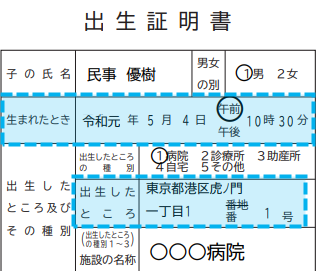 出生証明書
子の氏名 民事 優樹 男女の別 1男 2女
生まれたとき 令和元年 5月 4日 午前 午後 10時30分
出生したところの種別 1病院 2診療所 3助産所
4自宅 5その他
出生したところ及びその種別
出生したところ 東京都港区虎ノ門
一丁目1 番地 番 1号
(出生したところの種別1~3)
施設の名称 〇〇〇病院